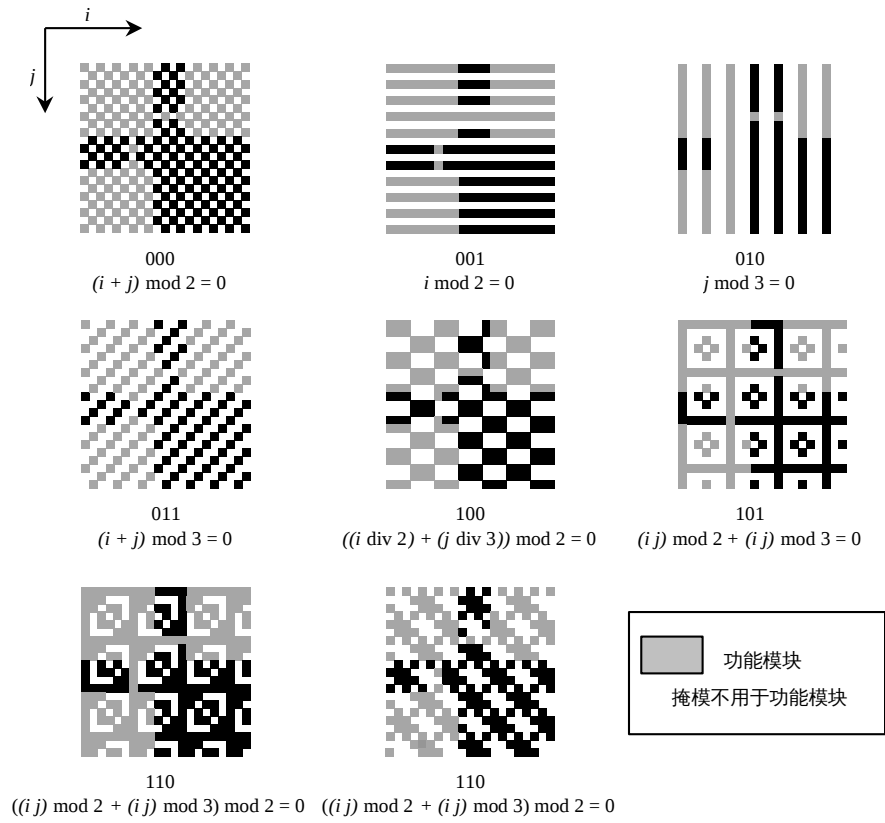 i
j
000
(i + j) mod 2 = 0
001
i mod 2 = 0
010
j mod 3 = 0
011
(i + j) mod 3 = 0
100
((i div 2) + (j div 3)) mod 2 = 0
101
(i j) mod 2 + (i j) mod 3 = 0
110
((i j) mod 2 + (i j) mod 3) mod 2 = 0
110
((i j) mod 2 + (i j) mod 3) mod 2 = 0
功能模块
掩模不用于功能模块